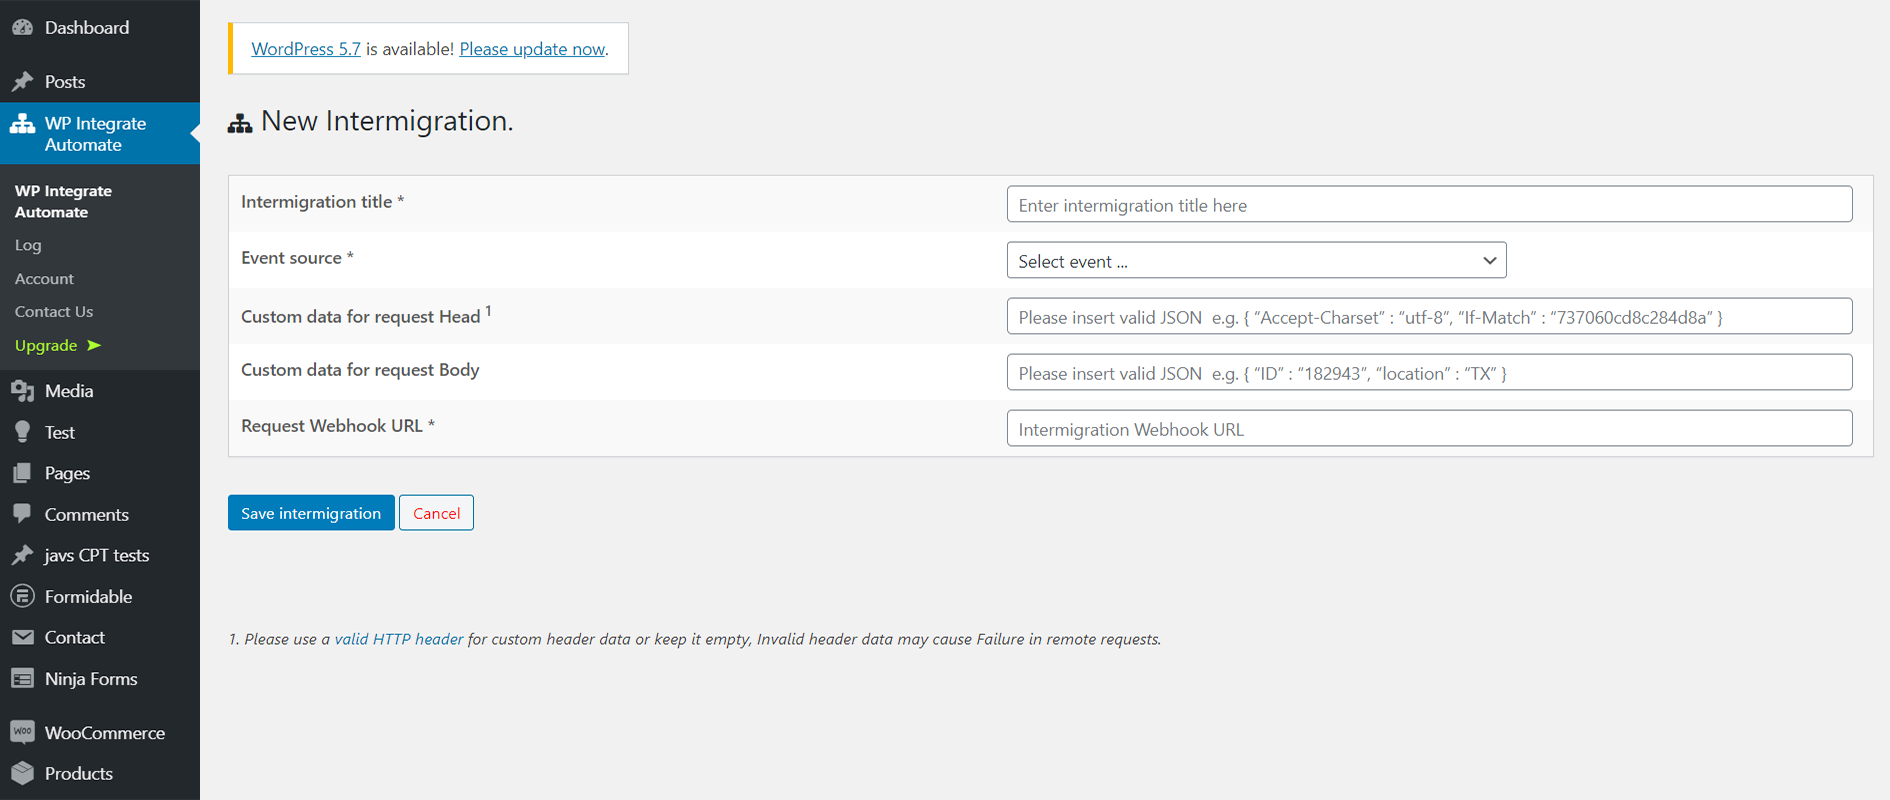 Dashboard
Posts
WP Integrate
Automate
WP Integrate
Automate
Log
Account
Contact Us
Upgrade ➤
Media
Test
Pages
Comments
javs CPT tests
Formidable
Contact
Ninja Forms
WOO
WooCommerce
Products
WordPress 5.7 is available! Please update now.
New Intermigration.
Intermigration title *
Enter intermigration title here
Event source *
Select event ...
Custom data for request Head 1
Please insert valid JSON e.g. { “Accept-Charset” : “utf-8”, “If-Match” : “737060cd8c284d8a” }
Custom data for request Body
Please insert valid JSON e.g. { “ID” : “182943”, “location” : “TX” }
Request Webhook URL *
Intermigration Webhook URL
Save intermigration
Cancel
1. Please use a valid HTTP header for custom header data or keep it empty, Invalid header data may cause Failure in remote requests.